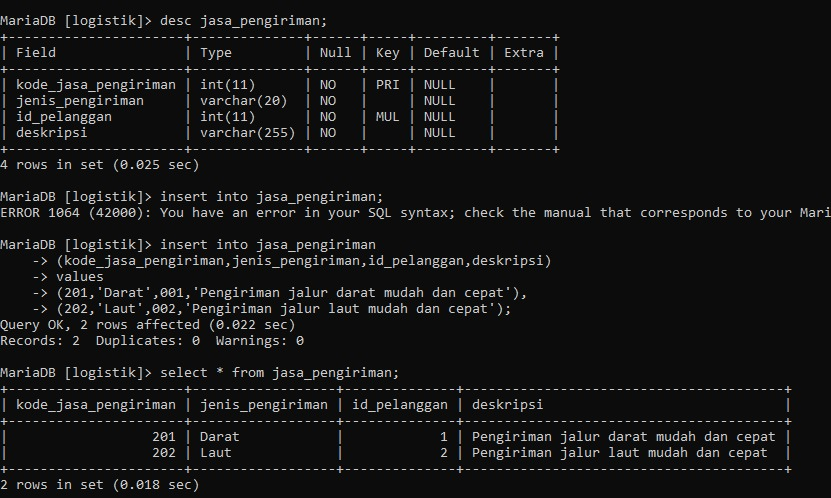 MariaDB [logistik]> desc jasa_pengiriman;
+----------------------+--------------+------+-----+---------+-------+
| Field                | Type         | Null | Key | Default | Extra |
+----------------------+--------------+------+-----+---------+-------+
| kode_jasa_pengiriman | int(11)      | NO   | PRI | NULL    |       |
| jenis_pengiriman     | varchar(20)  | NO   |     | NULL    |       |
| id_pelanggan         | int(11)      | NO   | MUL | NULL    |       |
| deskripsi            | varchar(255) | NO   |     | NULL    |       |
+----------------------+--------------+------+-----+---------+-------+
4 rows in set (0.025 sec)
MariaDB [logistik]> insert into jasa_pengiriman;
ERROR 1064 (42000): You have an error in your SQL syntax; check the manual that corresponds to your Mari
MariaDB [logistik]> insert into jasa_pengiriman
    -> (kode_jasa_pengiriman,jenis_pengiriman,id_pelanggan,deskripsi)
    -> values
    -> (201,'Darat',001,'Pengiriman jalur darat mudah dan cepat'),
    -> (202,'Laut',002,'Pengiriman jalur laut mudah dan cepat');
Query OK, 2 rows affected (0.022 sec)
Records: 2  Duplicates: 0  Warnings: 0
MariaDB [logistik]> select * from jasa_pengiriman;
+----------------------+------------------+--------------+----------------------------------------+
| kode_jasa_pengiriman | jenis_pengiriman | id_pelanggan | deskripsi                              |
+----------------------+------------------+--------------+----------------------------------------+
|                  201 | Darat            |            1 | Pengiriman jalur darat mudah dan cepat |
|                  202 | Laut             |            2 | Pengiriman jalur laut mudah dan cepat  |
+----------------------+------------------+--------------+----------------------------------------+
2 rows in set (0.018 sec)